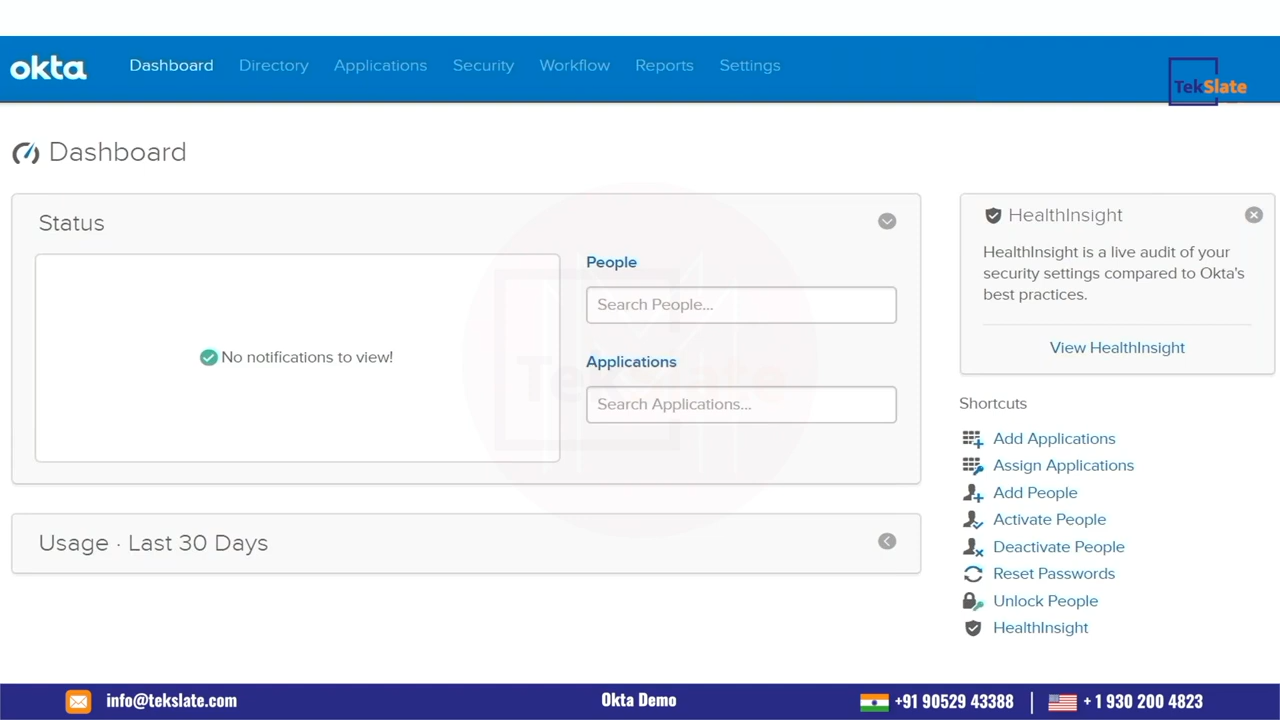 okta
Dashboard Directory Applications Security Workflow Reports Settings
TekSlate
Dashboard
Status
No notifications to view!
People
Search People...
Applications
Search Applications...
TekSlate
Usage · Last 30 Days
HealthInsight
HealthInsight is a live audit of your
security settings compared to Okta's
best practices.
View HealthInsight
Shortcuts
Add Applications
Assign Applications
Add People
Activate People
Deactivate People
Reset Passwords
Unlock People
HealthInsight
info@tekslate.com
Okta Demo
+91 90529 43388 | + 1 930 200 4823